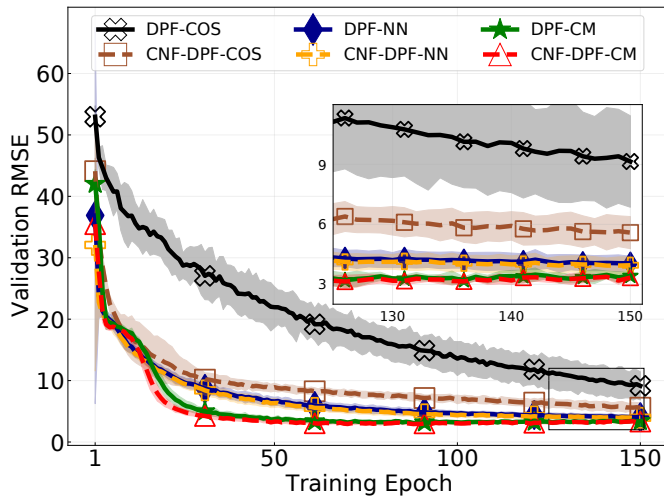 DPF-COS DPF-NN DPF-CM
CNF-DPF-COS CNF-DPF-NN CNF-DPF-CM
Validation RMSE
60
50
40
30
20
10
0
9
6
3
130 140 150
1 50 100 150
Training Epoch